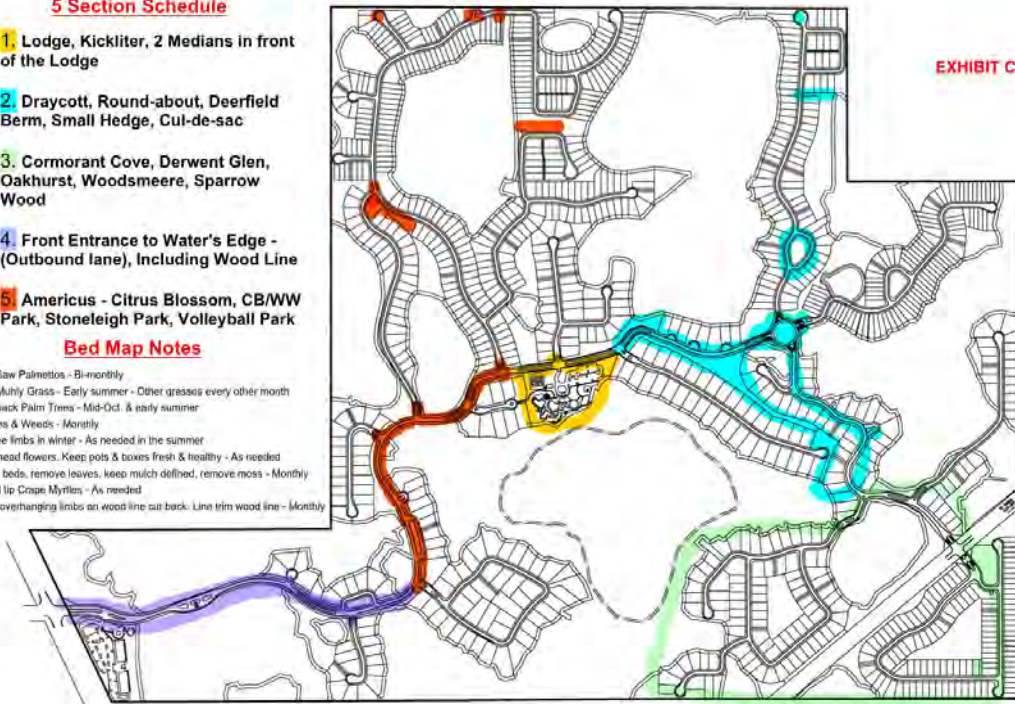 5 Section Schedule
1. Lodge, Kickliter, 2 Medians in front
of the Lodge
2. Draycott, Round-about, Deerfield
Berm, Small Hedge, Cul-de-sac
3. Cormorant Cove, Derwent Glen,
Oakhurst, Woodsmeere, Sparrow
Wood
4. Front Entrance to Water's Edge -
(Outbound lane), Including Wood Line
5. Americus - Citrus Blossom, CB/WW
Park, Stoneleigh Park, Volleyball Park
Bed Map Notes
Saw Palmettos - Bi-monthly
Muhly Grass - Early summer - Other grasses every other month
back Palm Trees - Mid-Oct. & early summer
& Weeds - Monthly
limbs in winter - As needed in the summer
head flowers. Keep pots & boxes fresh & healthy - As needed
beds, remove leaves, keep mulch defined, remove moss - Monthly
up Crape Myrtles - As needed
overhanging limbs on wood line cut back. Line trim wood line - Monthly
EXHIBIT C